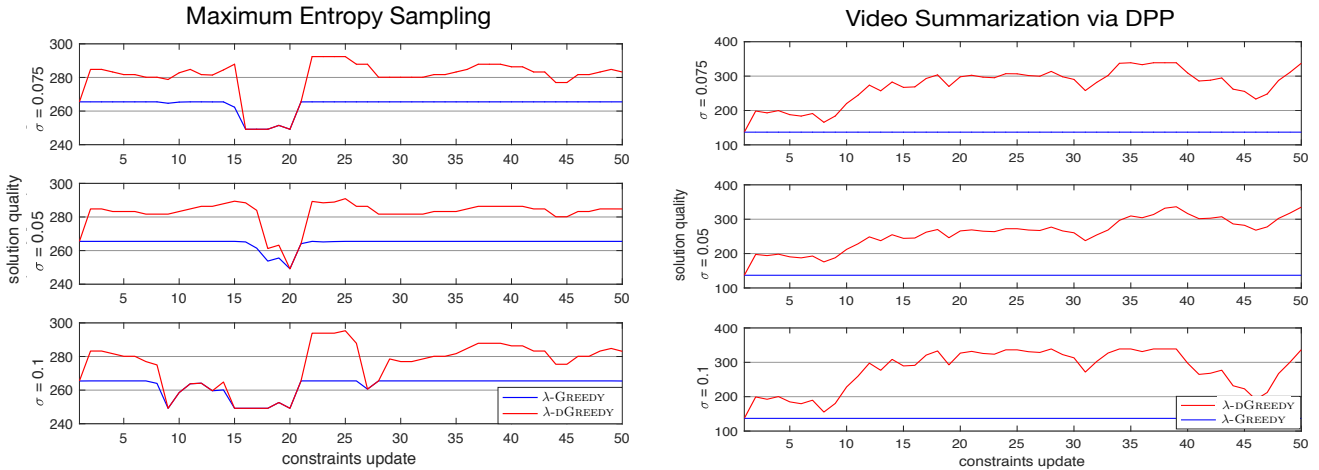 Maximum Entropy Sampling
300
280
260
240
5 10 15 20 25 30 35 40 45 50
σ = 0.075
300
280
260
240
5 10 15 20 25 30 35 40 45 50
solution quality
σ = 0.05
300
280
260
240
5 10 15 20 25 30 35 40 45 50
σ = 0.1
λ-GREEDY
λ-DGREEDY
constraints update
Video Summarization via DPP
400
300
200
100
5 10 15 20 25 30 35 40 45 50
σ = 0.075
400
300
200
100
5 10 15 20 25 30 35 40 45 50
solution quality
σ = 0.05
400
300
200
100
5 10 15 20 25 30 35 40 45 50
σ = 0.1
λ-DGREEDY
λ-GREEDY
constraints update